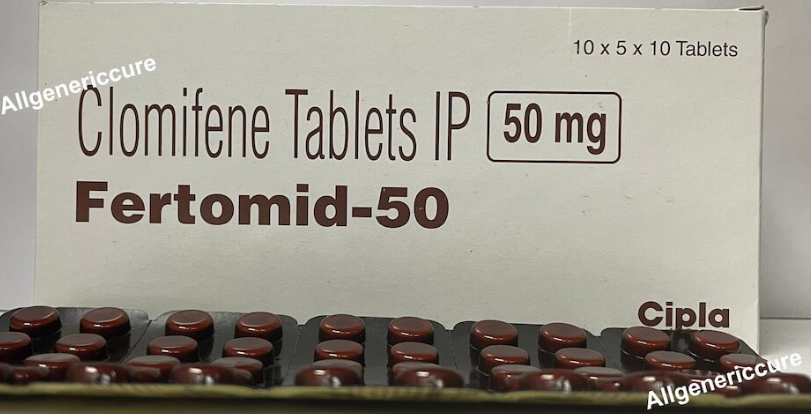 10 x 5 x 10 Tablets
Allgenericcure
Clomifene Tablets IP 50 mg
Fertomid-50
Cipla
Allgenericcure